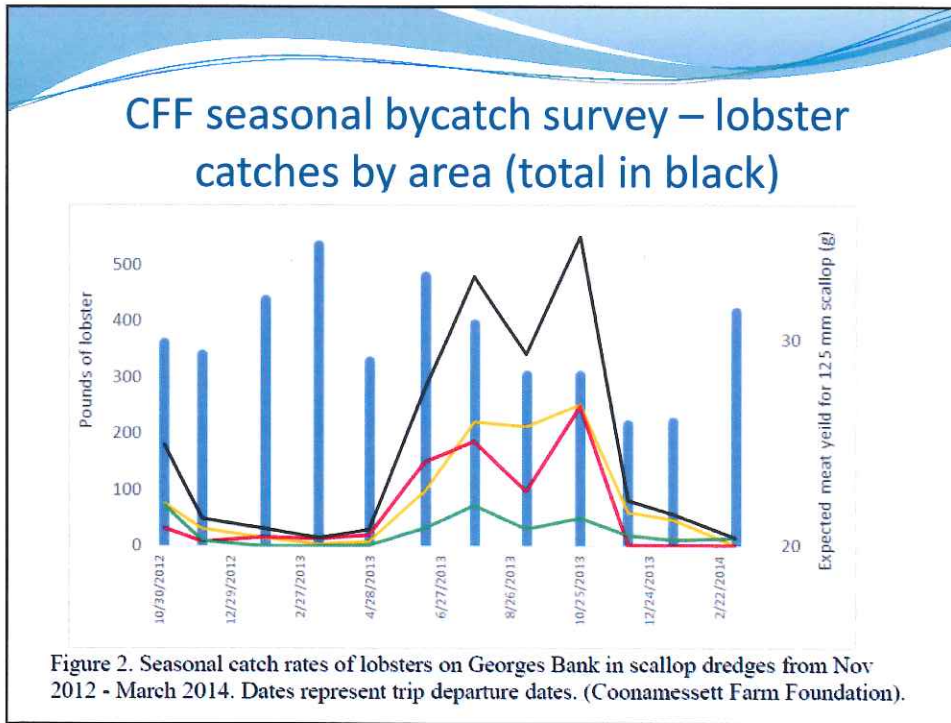 CFF seasonal bycatch survey – lobster
catches by area (total in black)
Pounds of lobster
500
400
300
200
100
0
30
20
Expected meat yeild for 125 mm scallop (g)
10/30/2012
12/29/2012
2/27/2013
4/28/2013
6/27/2013
8/26/2013
10/25/2013
12/24/2013
2/22/2014
Figure 2. Seasonal catch rates of lobsters on Georges Bank in scallop dredges from Nov
2012 - March 2014. Dates represent trip departure dates. (Coonamessett Farm Foundation).